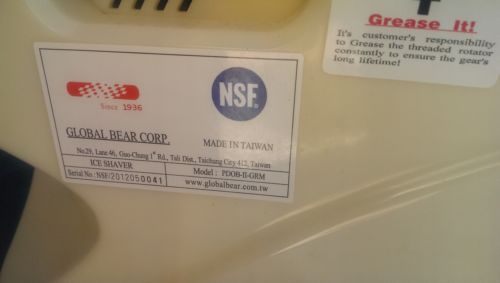 Grease It!
It's customer's responsibility
to Grease the threaded rotator
constantly to ensure the gear's
long lifetime!
Since 1936
NSF.
GLOBAL BEAR CORP.
MADE IN TAIWAN
No.29, Lane 46, Guo-Chung 1st Rd., Tali Dist., Taichung City 412, Taiwan
ICE SHAVER
Model : PDOB-II-GRM
Serial No : NSF/2012050041
www.globalbear.com.tw